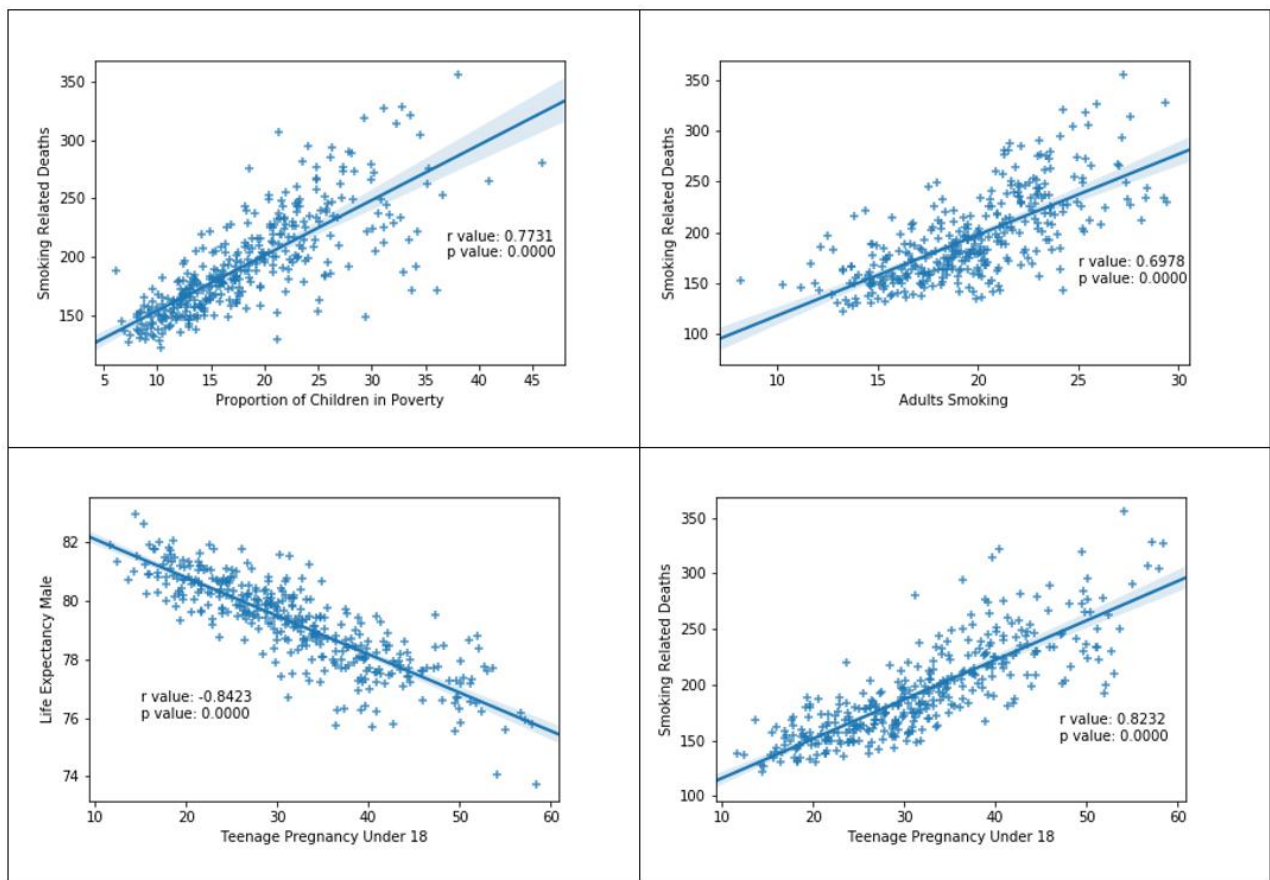 350
300
250
200
150
Smoking Related Deaths
r value: 0.7731
p value: 0.0000
5 10 15 20 25 30 35 40 45
Proportion of Children in Poverty
350
300
250
200
150
100
Smoking Related Deaths
r value: 0.6978
p value: 0.0000
10 15 20 25 30
Adults Smoking
82
80
78
76
74
Life Expectancy Male
r value: -0.8423
p value: 0.0000
10 20 30 40 50 60
Teenage Pregnancy Under 18
350
300
250
200
150
100
Smoking Related Deaths
r value: 0.8232
p value: 0.0000
10 20 30 40 50 60
Teenage Pregnancy Under 18